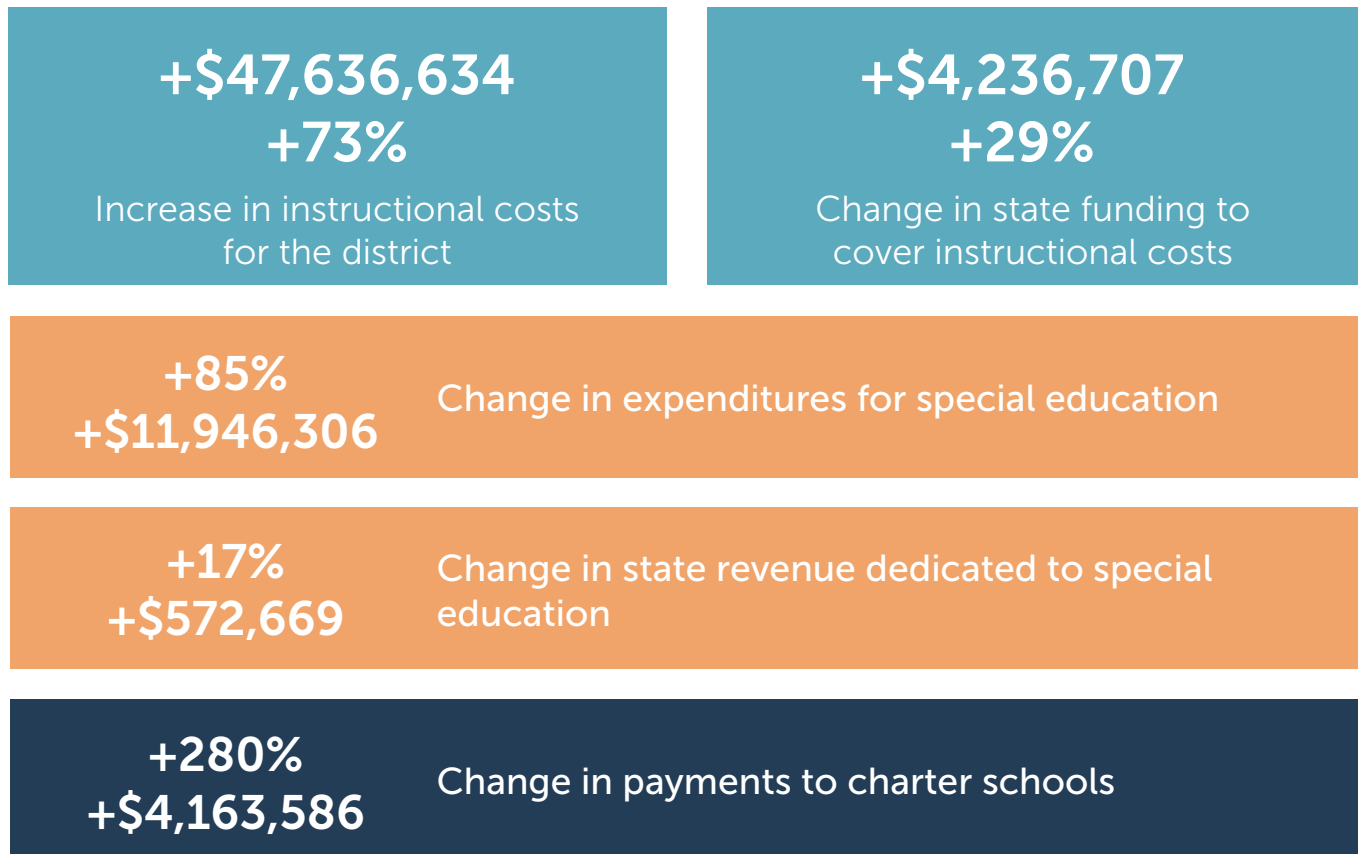 +$47,636,634
+73%
Increase in instructional costs
for the district
+$4,236,707
+29%
Change in state funding to
cover instructional costs
+85%
+$11,946,306
Change in expenditures for special education
+17%
+$572,669
Change in state revenue dedicated to special
education
+280%
+$4,163,586
Change in payments to charter schools